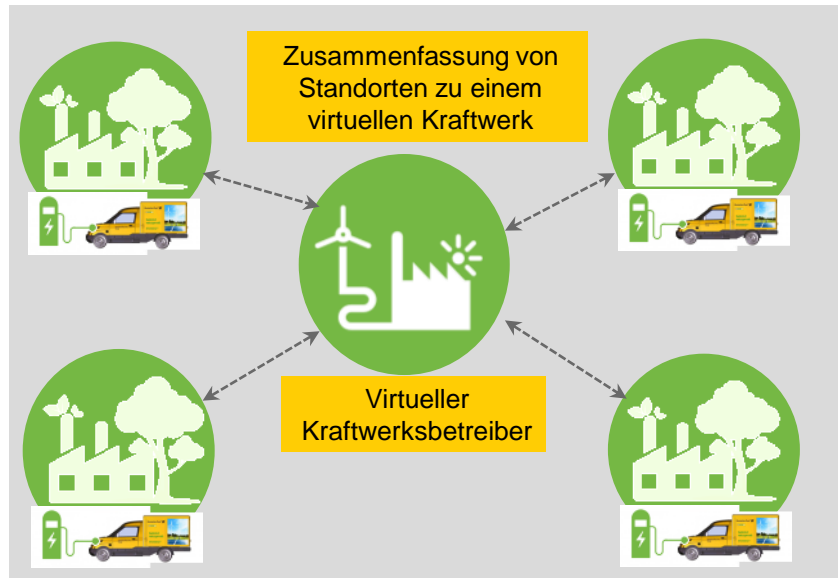 Zusammenfassung von
Standorten zu einem
virtuellen Kraftwerk
Virtueller
Kraftwerksbetreiber